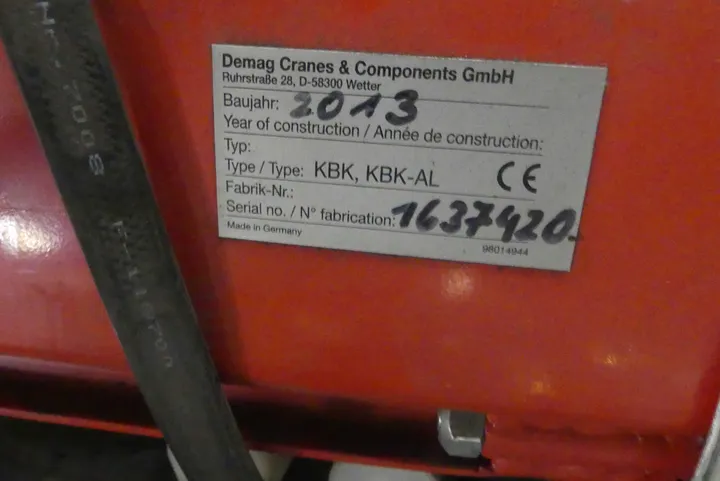 Demag Cranes & Components GmbH
Ruhrstraße 28, D-58300 Wetter
Baujahr: 2013
Year of construction / Année de construction:
Typ:
Type / Type: KBK, KBK-AL CE
Fabrik-Nr.:
Serial no. / N° fabrication: 1637420
Made in Germany
98014944